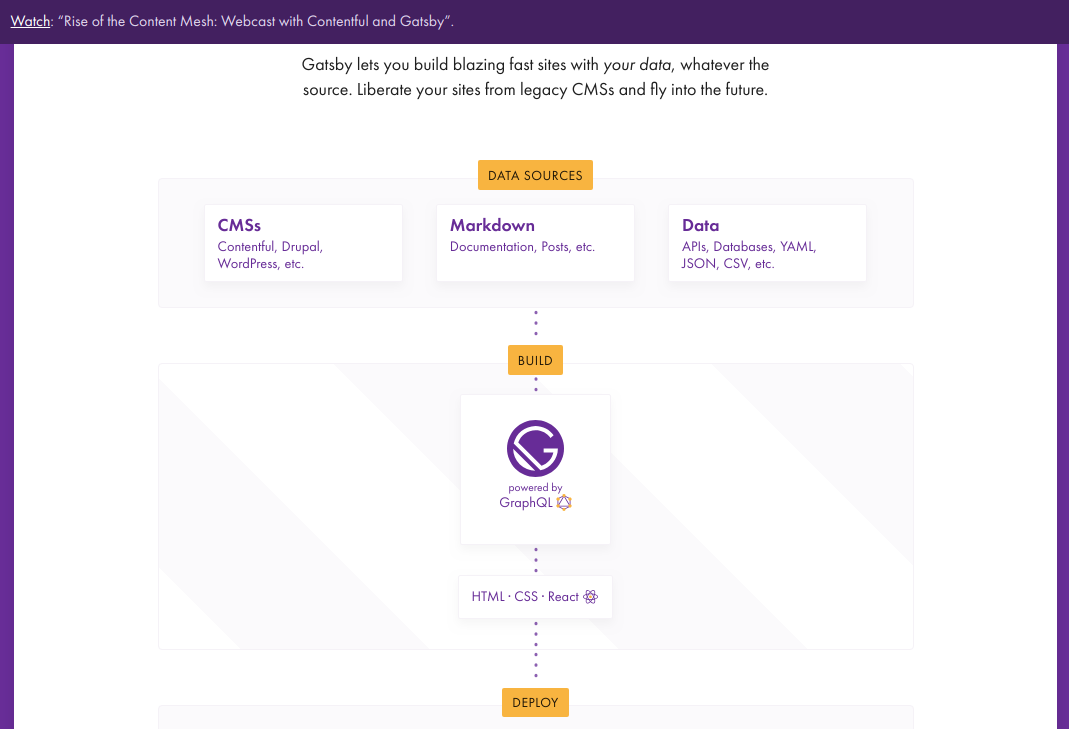 Watch: “Rise of the Content Mesh: Webcast with Contentful and Gatsby”.
Gatsby lets you build blazing fast sites with your data, whatever the
source. Liberate your sites from legacy CMSs and fly into the future.
DATA SOURCES
CMSs
Contentful, Drupal,
WordPress, etc.
Markdown
Documentation, Posts, etc.
Data
APIs, Databases, YAML,
JSON, CSV, etc.
BUILD
powered by
GraphQL
HTML · CSS · React
DEPLOY